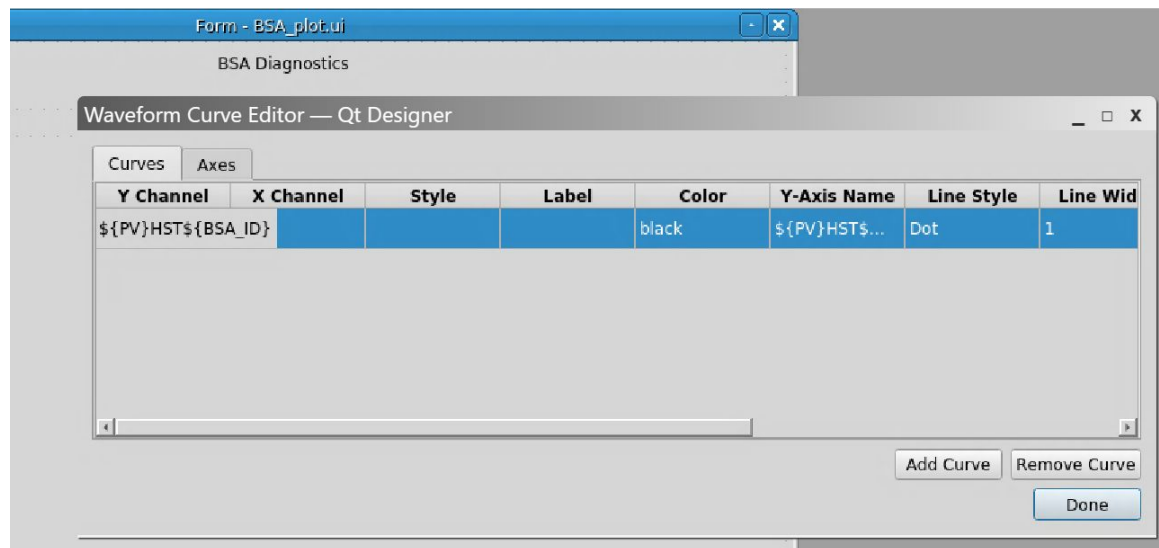 Form - BSA_plot.ui
BSA Diagnostics
Waveform Curve Editor — Qt Designer
Curves Axes
Y Channel X Channel Style Label Color Y-Axis Name Line Style Line Wid
${PV}HST${BSA_ID} black ${PV}HST$... Dot 1
Add Curve Remove Curve
Done